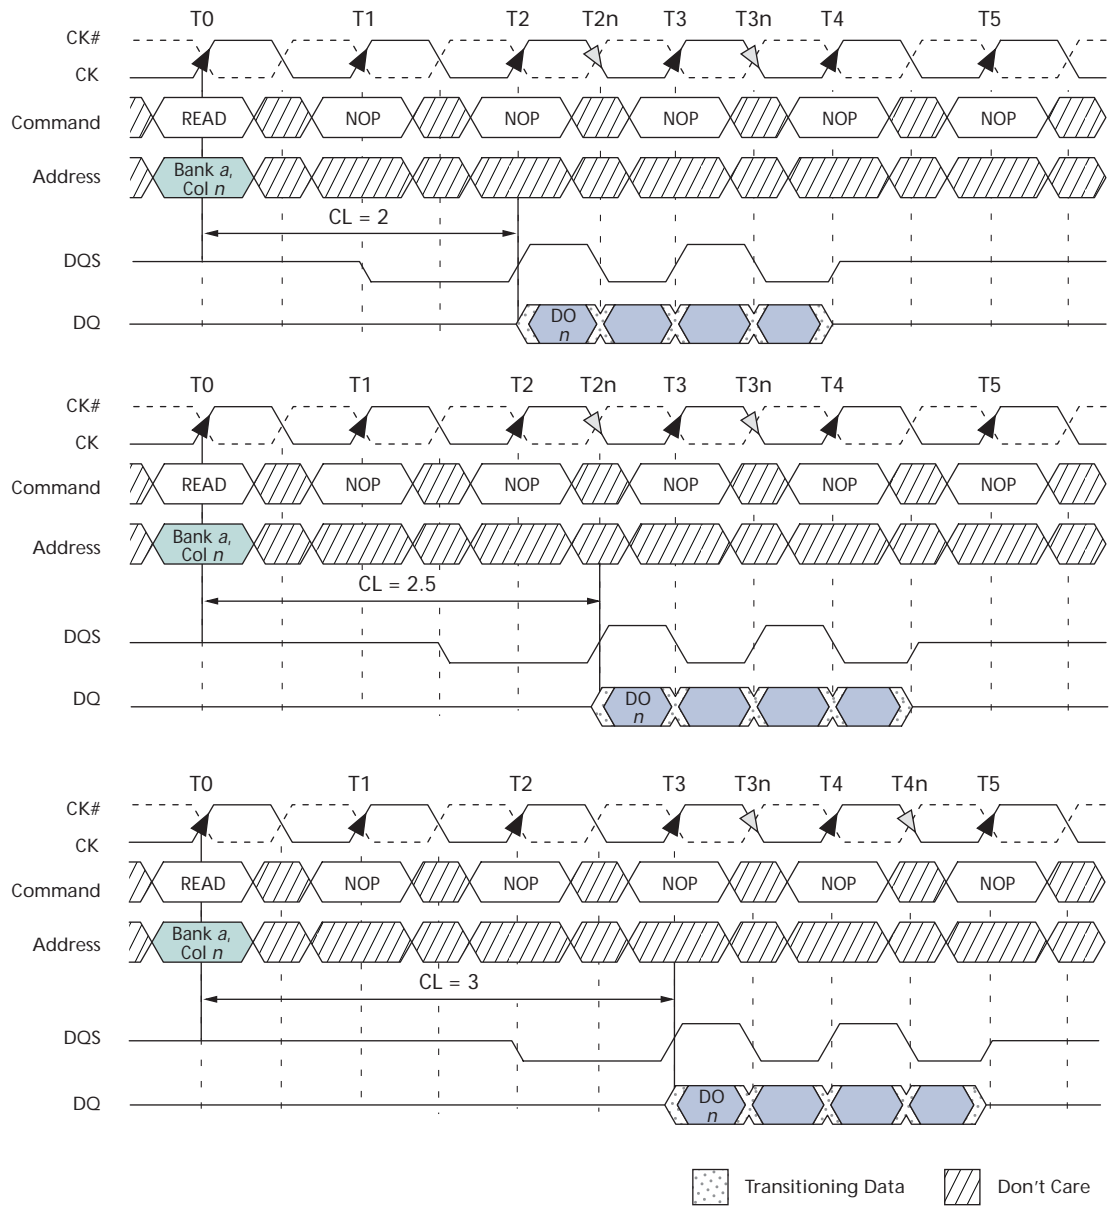 T0 T1 T2 T2n T3 T3n T4 T5
CK#
CK
Command READ NOP NOP NOP NOP NOP
Address Bank a,
Col n
CL = 2
DQS
DQ DO
n
T0 T1 T2 T2n T3 T3n T4 T5
CK#
CK
Command READ NOP NOP NOP NOP NOP
Address Bank a,
Col n
CL = 2.5
DQS
DQ DO
n
T0 T1 T2 T3 T3n T4 T4n T5
CK#
CK
Command READ NOP NOP NOP NOP NOP
Address Bank a,
Col n
CL = 3
DQS
DQ DO
n
Transitioning Data Don't Care